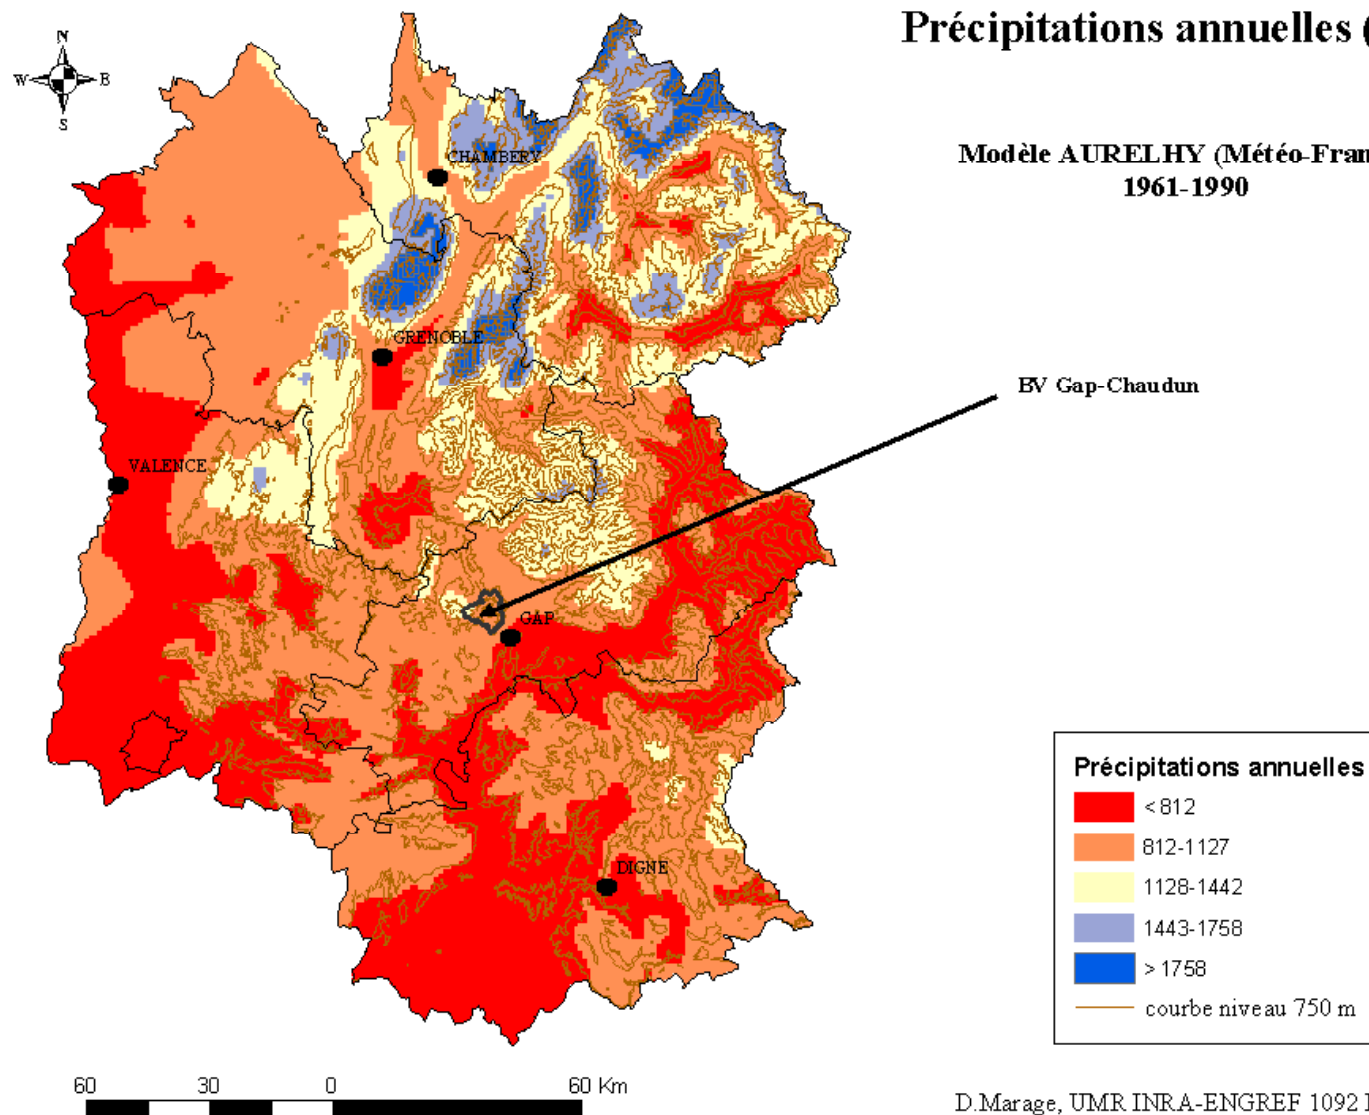 Précipitations annuelles (
N
W E
S
Modèle AURELHY (Météo-Fran
1961-1990
CHAMBERY
GRENOBLE
BV Gap-Chaudun
VALENCE
GAP
DIGNE
Précipitations annuelles
< 812
812-1127
1128-1442
1443-1758
> 1758
courbe niveau 750 m
60 30 0 60 Km
D.Marage, UMR INRA-ENGREF 1092